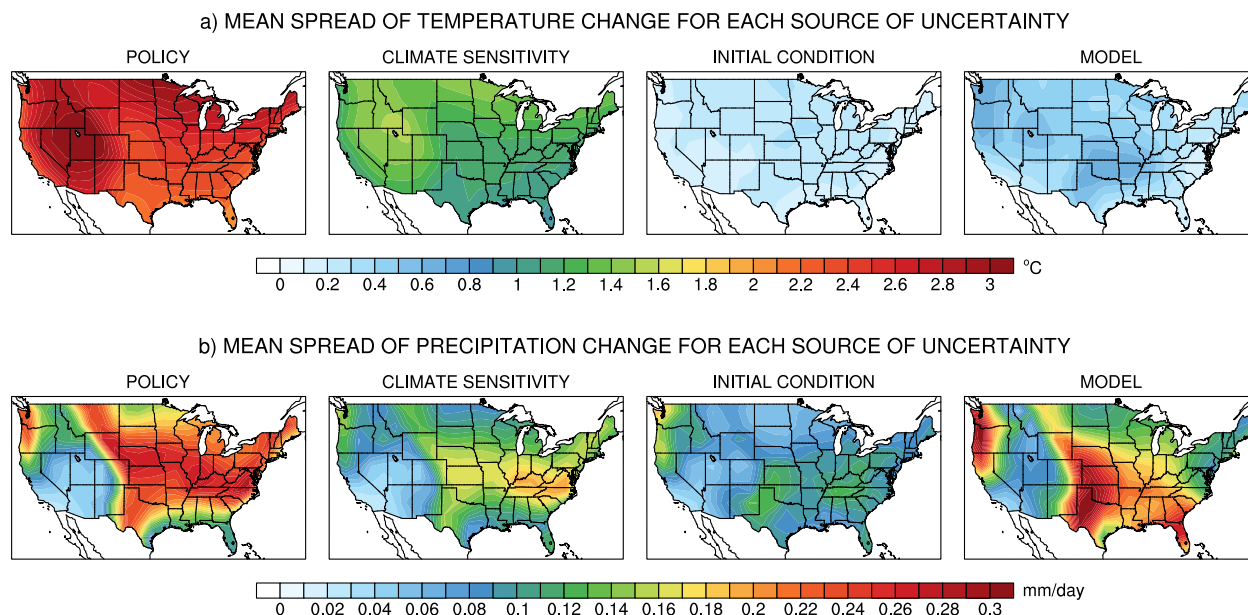 a) MEAN SPREAD OF TEMPERATURE CHANGE FOR EACH SOURCE OF UNCERTAINTY
POLICY CLIMATE SENSITIVITY INITIAL CONDITION MODEL
0 0.2 0.4 0.6 0.8 1 1.2 1.4 1.6 1.8 2 2.2 2.4 2.6 2.8 3 °C
b) MEAN SPREAD OF PRECIPITATION CHANGE FOR EACH SOURCE OF UNCERTAINTY
POLICY CLIMATE SENSITIVITY INITIAL CONDITION MODEL
0 0.02 0.04 0.06 0.08 0.1 0.12 0.14 0.16 0.18 0.2 0.22 0.24 0.26 0.28 0.3 mm/day